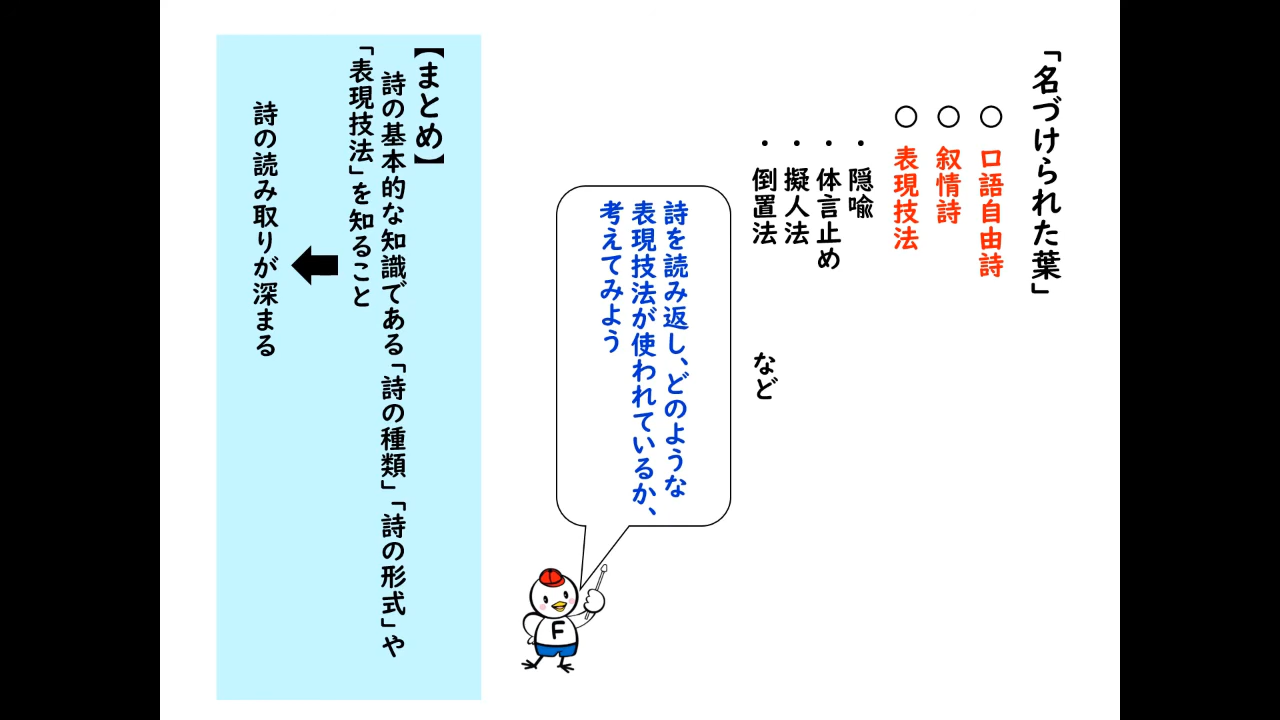 「名づけられた葉」
○ 口語自由詩
○ 叙情詩
○ 表現技法
・ 隠喩
・ 体言止め
・ 擬人法
・ 倒置法　など
詩を読み返し、どのような
表現技法が使われているか、
考えてみよう
F
【まとめ】
詩の基本的な知識である「詩の種類」「詩の形式」や
「表現技法」を知ること
詩の読み取りが深まる